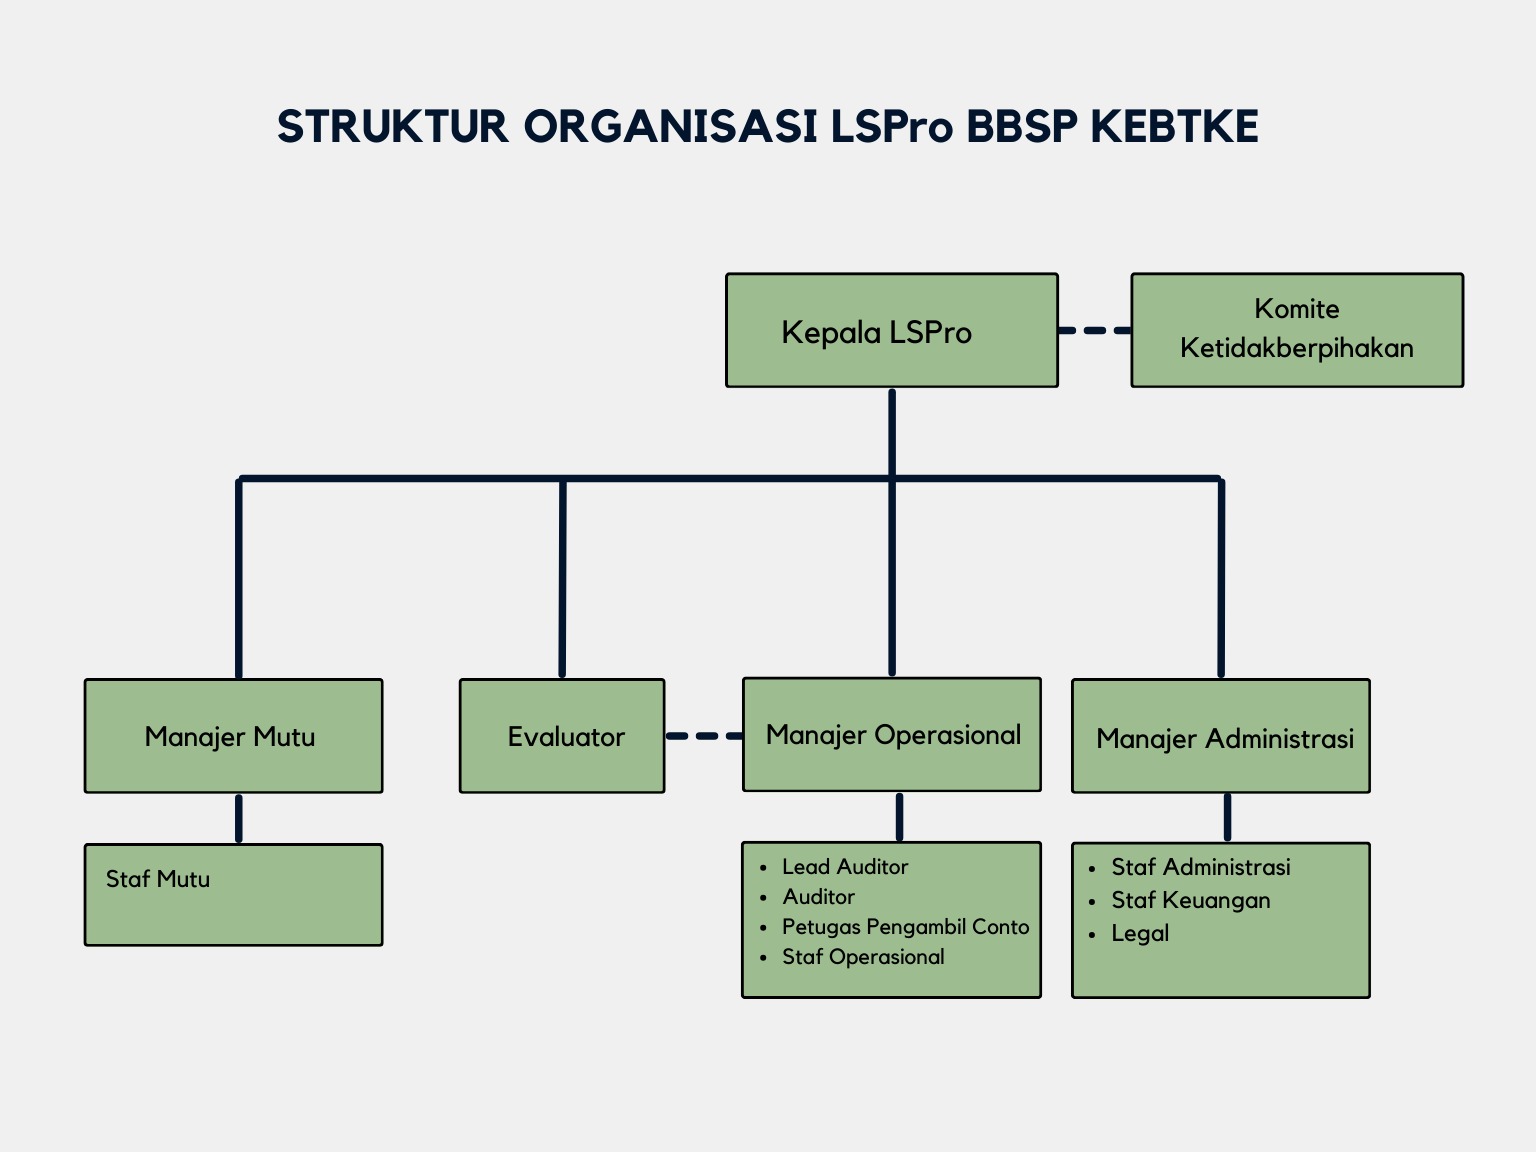 STRUKTUR ORGANISASI LSPro BBSP KEBTKE
Kepala LSPro
Komite
Ketidakberpihakan
Manajer Mutu
Evaluator
Manajer Operasional
Manajer Administrasi
Staf Mutu
• Lead Auditor
• Auditor
• Petugas Pengambil Conto
• Staf Operasional
• Staf Administrasi
• Staf Keuangan
• Legal